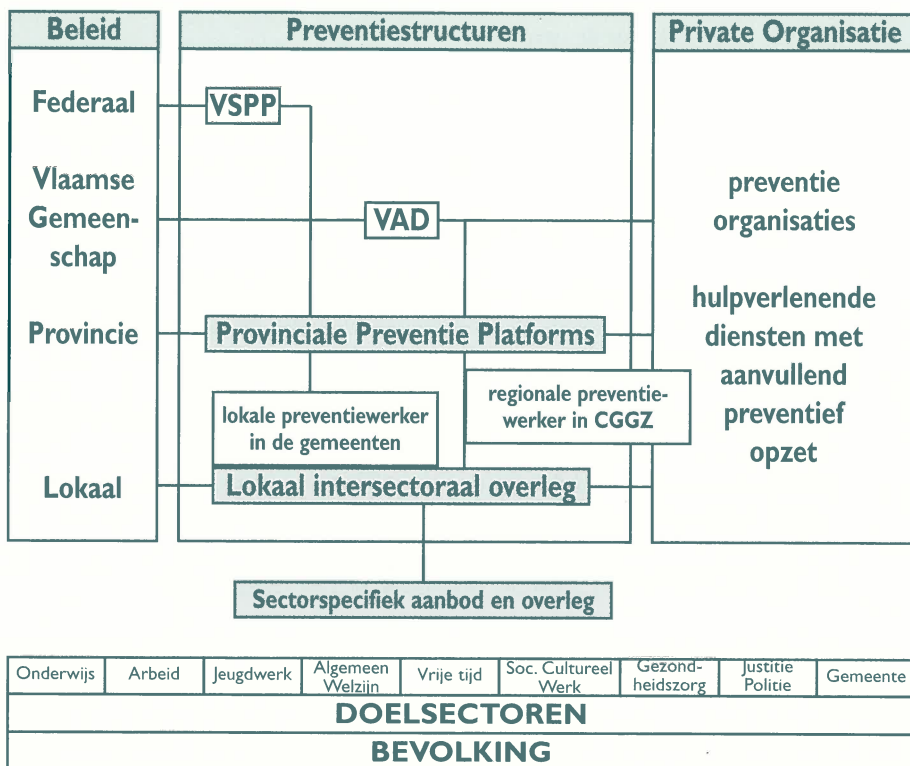 Beleid
Preventiestructuren
Private Organisatie
Federaal
VSPP
Vlaamse
Gemeen-
schap
VAD
preventie
organisaties
Provincie
Provinciale Preventie Platforms
hulpverlenende
diensten met
aanvullend
preventief
opzet
lokale preventiewerker
in de gemeenten
regionale preventie-
werker in CGGZ
Lokaal
Lokaal intersectoraal overleg
Sectorspecifiek aanbod en overleg
Onderwijs
Arbeid
Jeugdwerk
Algemeen
Welzijn
Vrije tijd
Soc. Cultureel
Werk
Gezond-
heidszorg
Justitie
Politie
Gemeente
DOELSECTOREN
BEVOLKING